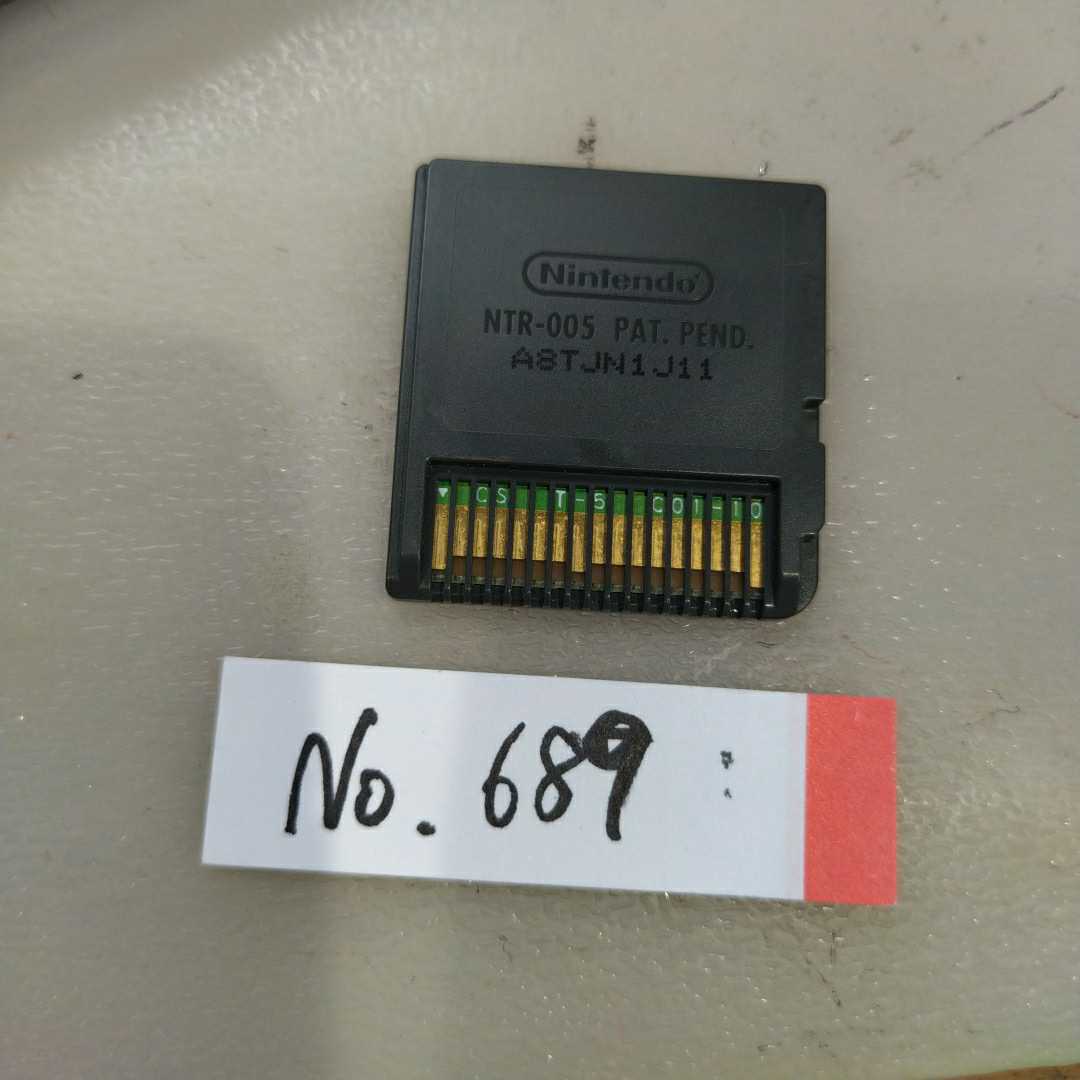 Nintendo
NTR-005 PAT. PEND.
A8TJN1J11
▼ CS T-5 C01-10
No. 689